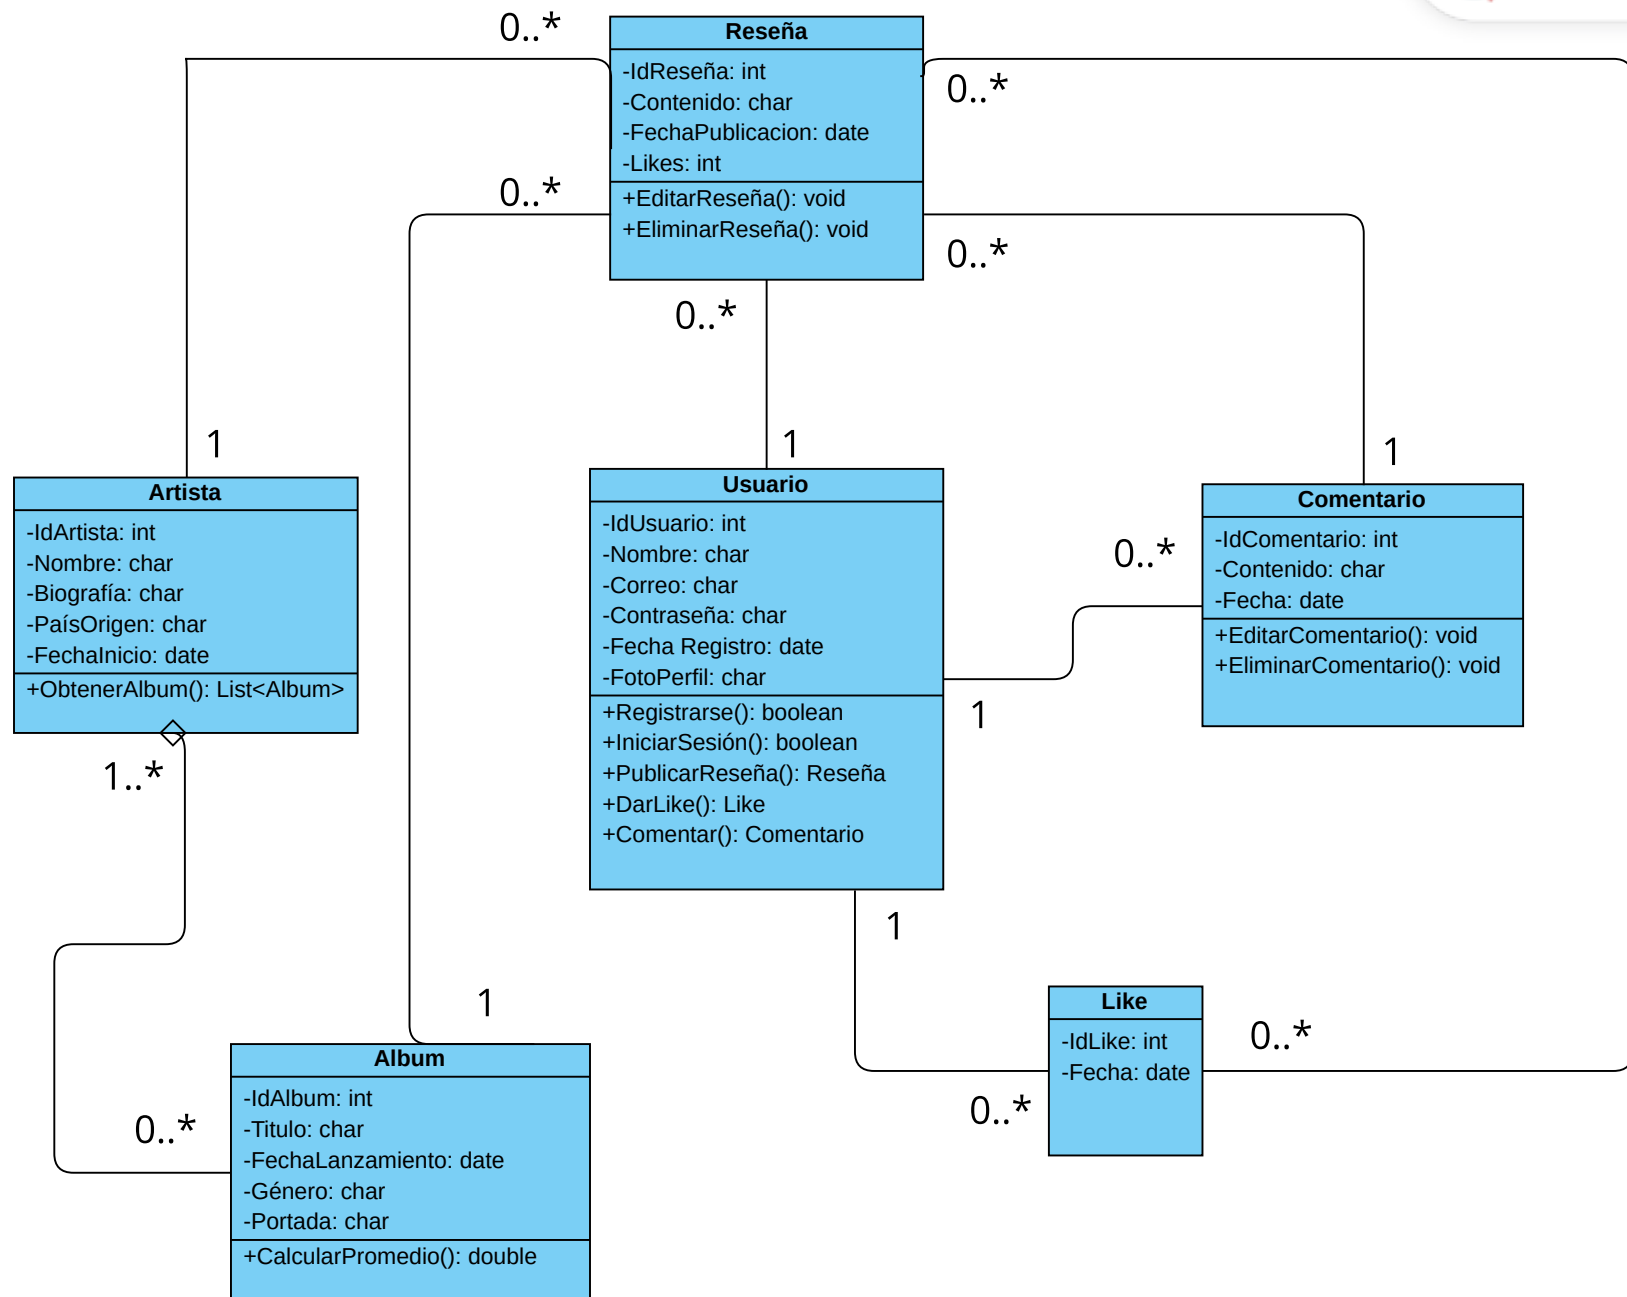 0..*
Reseña
-IdReseña: int
-Contenido: char
-FechaPublicacion: date
-Likes: int
+EditarReseña(): void
+EliminarReseña(): void
0..*
0..*
0..*
0..*
1
1
1
Artista
-IdArtista: int
-Nombre: char
-Biografía: char
-PaísOrigen: char
-FechaInicio: date
+ObtenerAlbum(): List<Album>
1..*
Usuario
-IdUsuario: int
-Nombre: char
-Correo: char
-Contraseña: char
-Fecha Registro: date
-FotoPerfil: char
+Registrarse(): boolean
+IniciarSesión(): boolean
+PublicarReseña(): Reseña
+DarLike(): Like
+Comentar(): Comentario
0..*
1
Comentario
-IdComentario: int
-Contenido: char
-Fecha: date
+EditarComentario(): void
+EliminarComentario(): void
1
1
0..*
Album
-IdAlbum: int
-Titulo: char
-FechaLanzamiento: date
-Género: char
-Portada: char
+CalcularPromedio(): double
0..*
Like
-IdLike: int
-Fecha: date
0..*